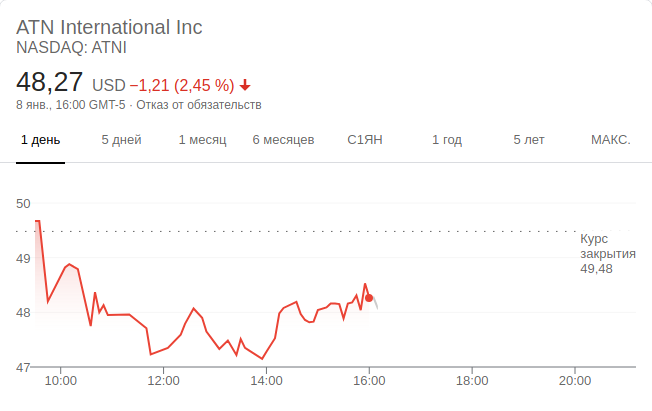 ATN International Inc
NASDAQ: ATNI
48,27 USD −1,21 (2,45 %)
8 янв., 16:00 GMT-5 · Отказ от обязательств
1 день 5 дней 1 месяц 6 месяцев С1ЯН 1 год 5 лет МАКС.
50
Курс
закрытия
49
49,48
48
47
10:00 12:00 14:00 16:00 18:00 20:00